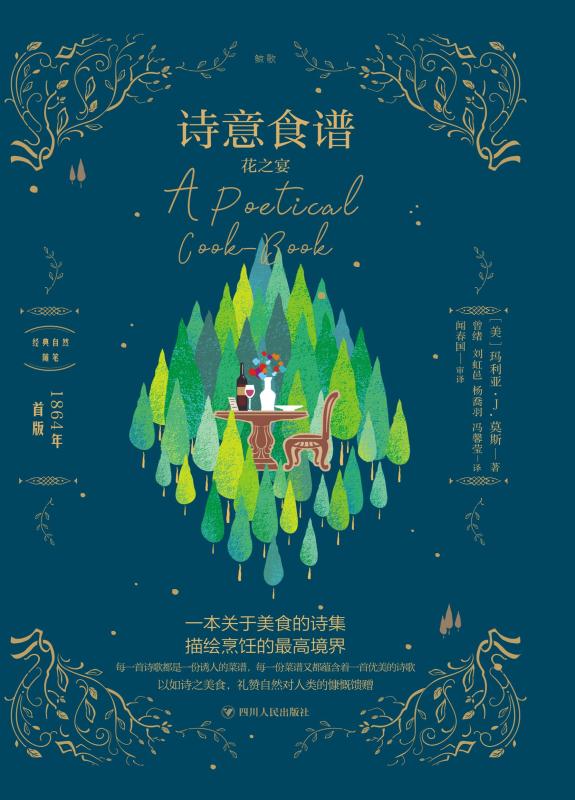 鲸歌
诗意食谱
花之宴
A Poetical
Cook-Book
经典自然
随笔
1864年
首版
［美］玛利亚·J·莫斯—著
曾绪 刘虹邑 杨喬羽 冯馨莹—译
闻春国—审译
一本关于美食的诗集
描绘烹饪的最高境界
每一首诗歌都是一份诱人的菜谱，每一份菜谱又都蕴含着一首优美的诗歌
以如诗之美食，礼赞自然对人类的慷慨馈赠
四川人民出版社